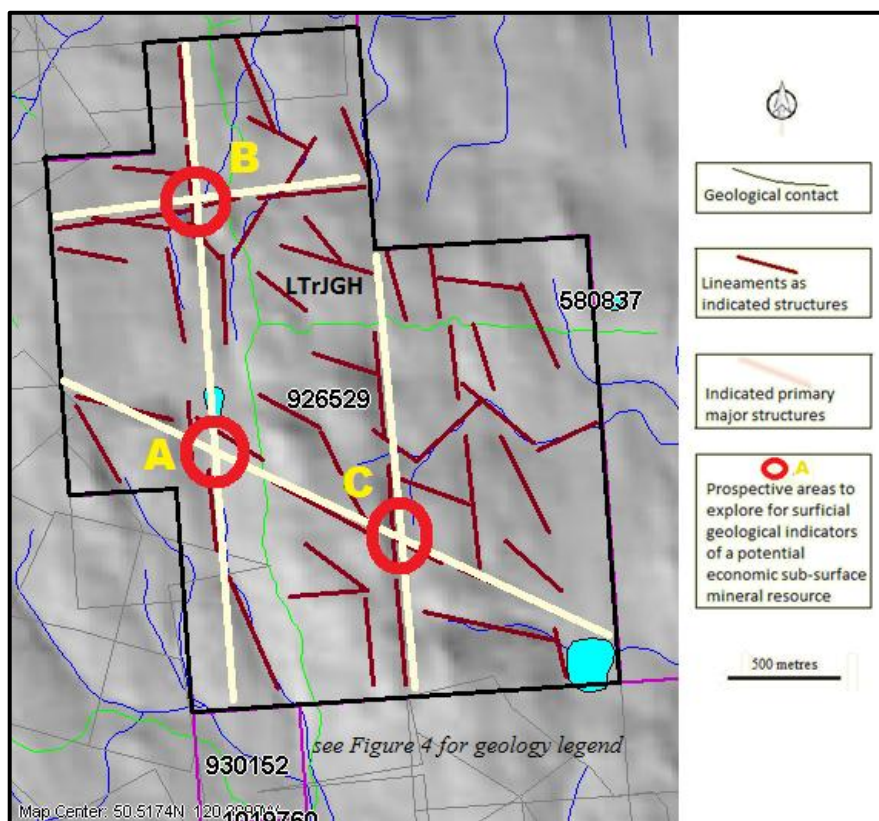 B
LTrJGH
580837
926529
A
C
see Figure 4 for geology legend
930152
1019760
Map Center: 50.5174N
Geological contact
Lineaments as
indicated structures
Indicated primary
major structures
A
Prospective areas to
explore for surficial
geological indicators
of a potential
economic sub-surface
mineral resource
500 metres